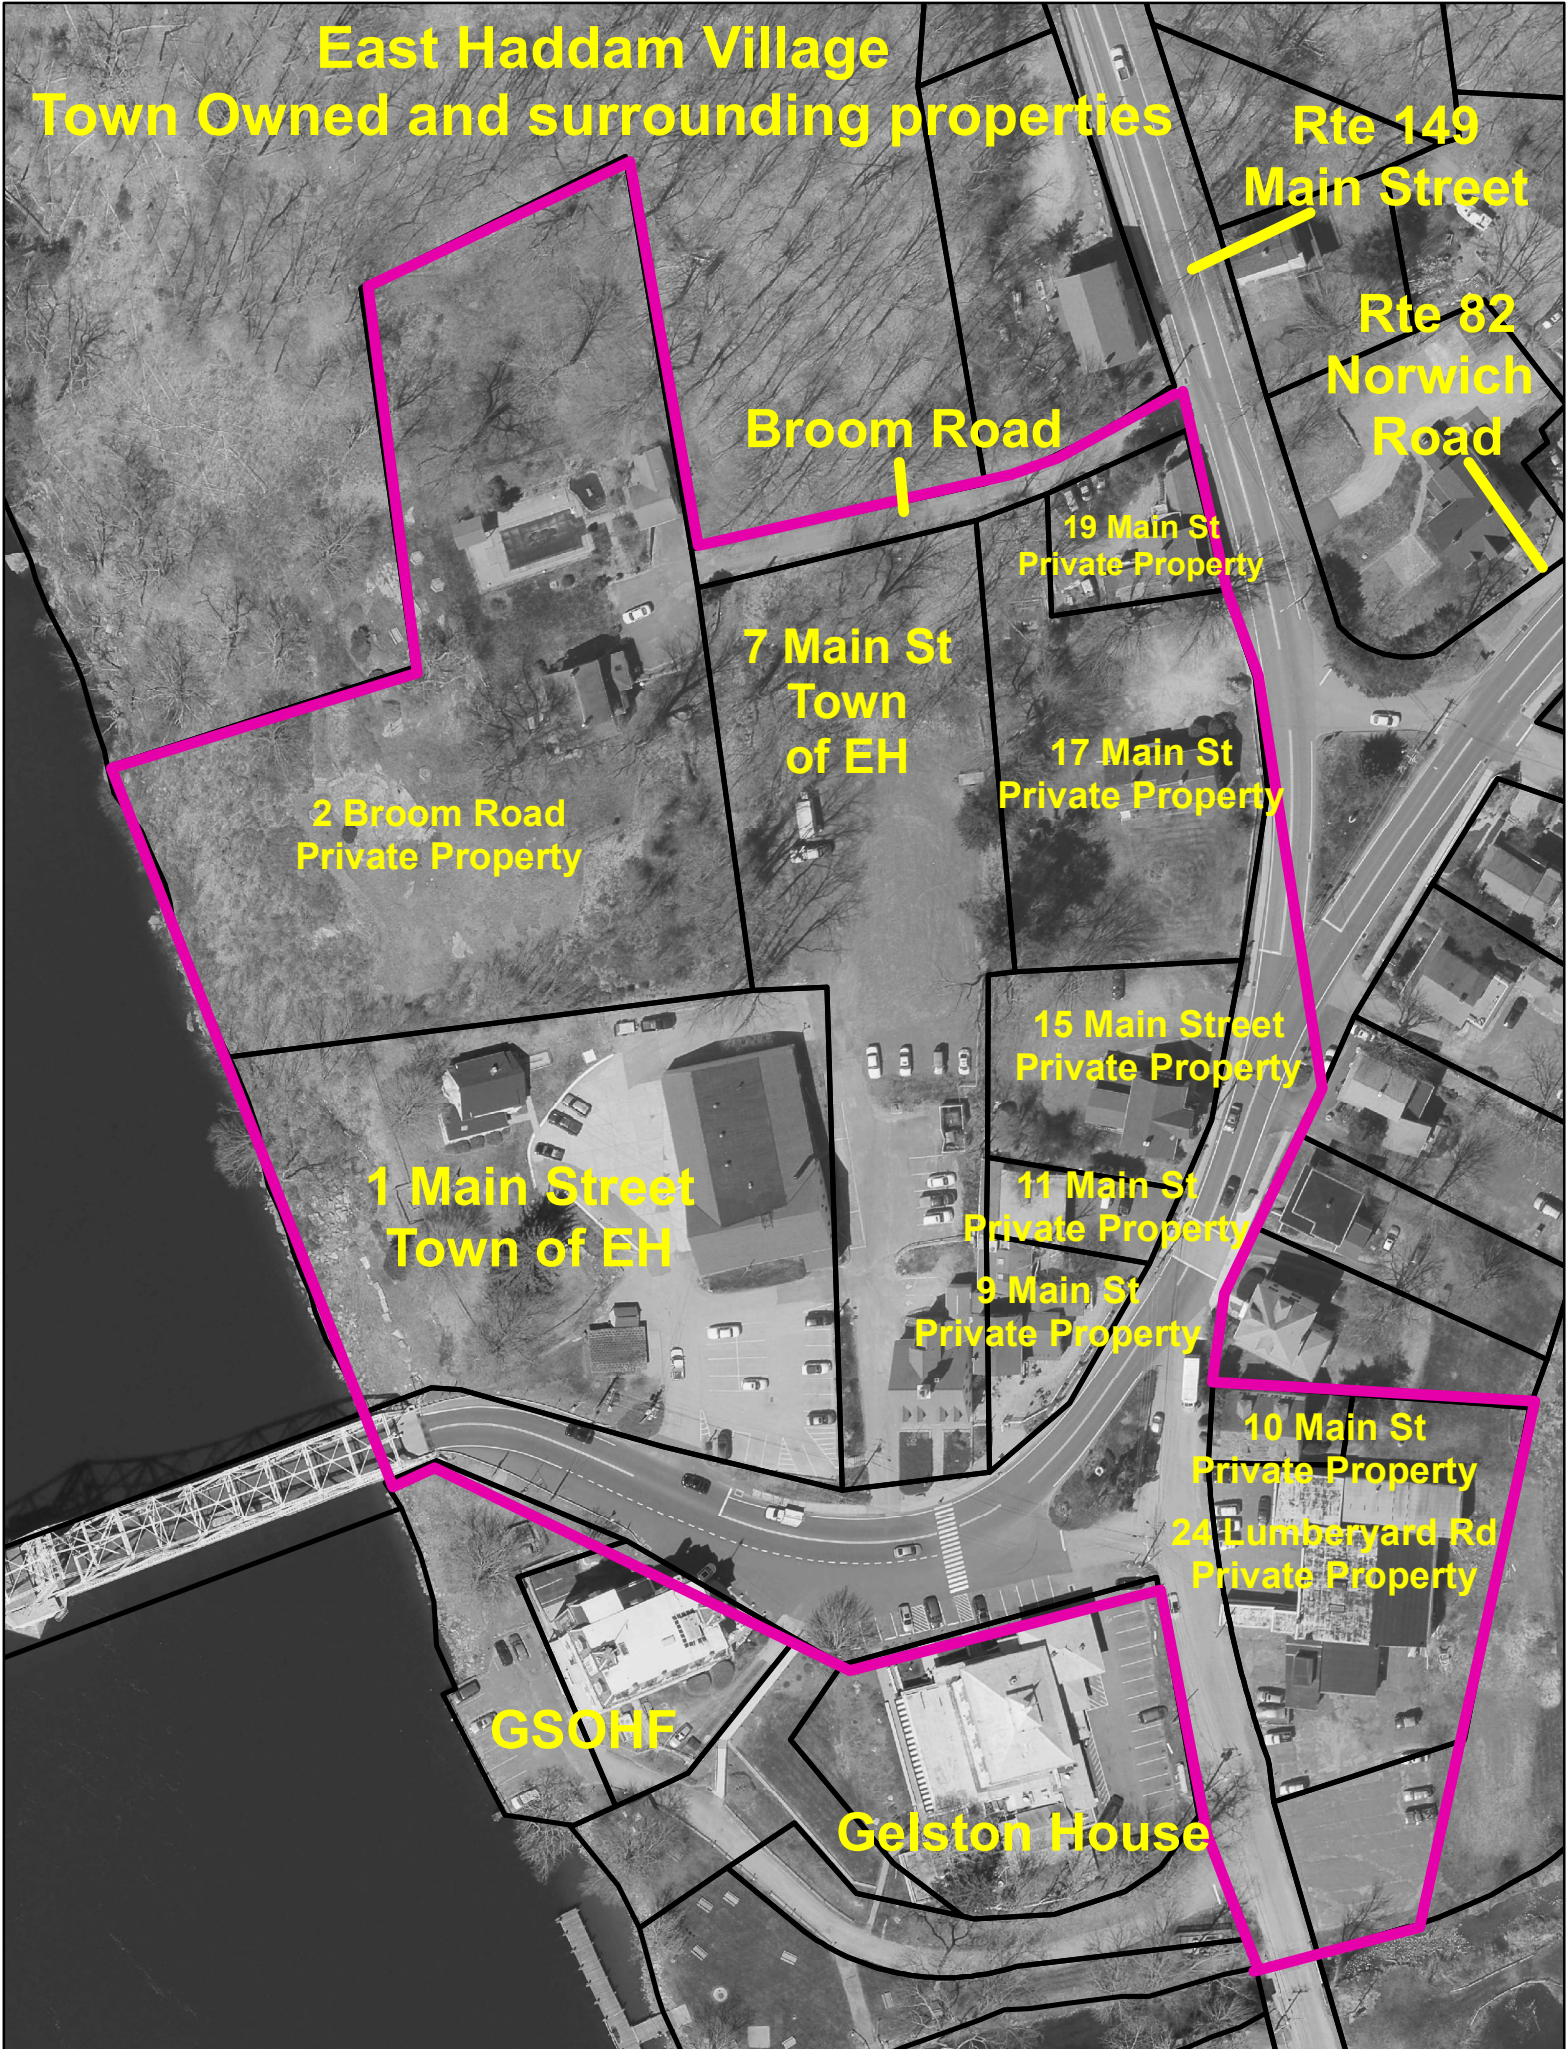 East Haddam Village
Town Owned and surrounding properties
Rte 149
Main Street
Rte 82
Norwich
Road
Broom Road
19 Main St
Private Property
7 Main St
Town
of EH
17 Main St
Private Property
2 Broom Road
Private Property
15 Main Street
Private Property
1 Main Street
Town of EH
11 Main St
Private Property
9 Main St
Private Property
10 Main St
Private Property
24 Lumberyard Rd
Private Property
GSOHF
Gelston House